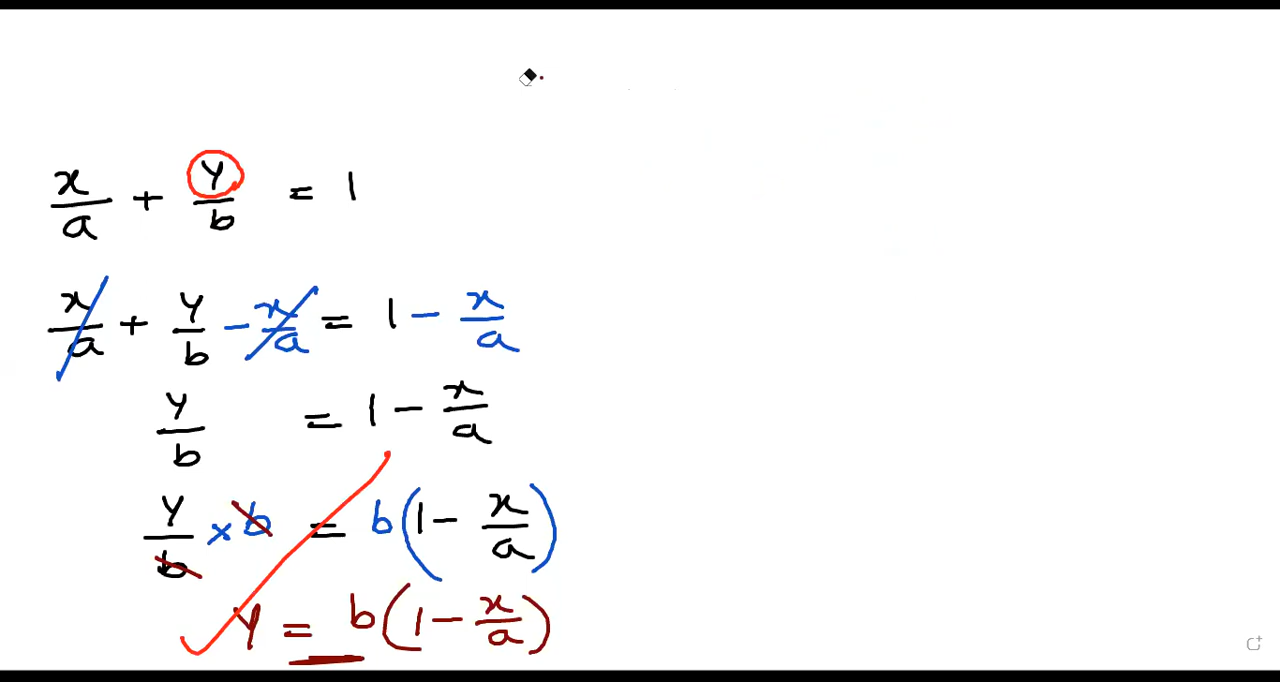 x/a + y/b = 1
x/a + y/b - x/a = 1 - x/a
y/b = 1 - x/a
y/b × b = b(1 - x/a)
y = b(1 - x/a)